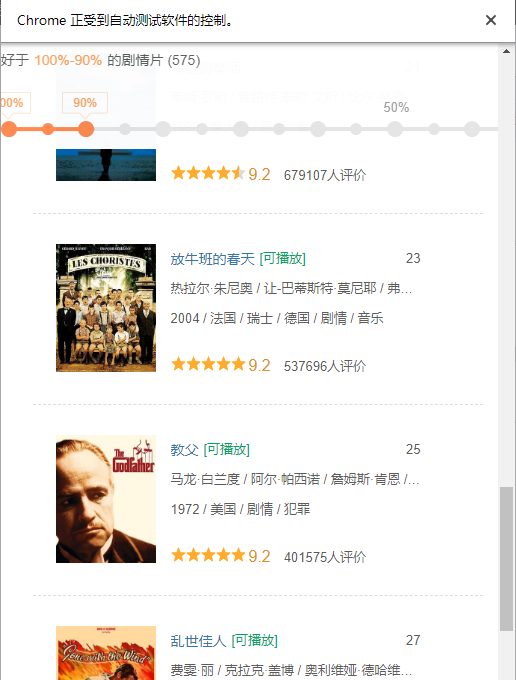 Chrome 正受到自动测试软件的控制。
好于 100%-90% 的剧情片 (575)
00%
90%
50%
9.2 679107人评价
放牛班的春天 [可播放] 23
热拉尔·朱尼奥 / 让-巴蒂斯特·莫尼耶 / 弗…
2004 / 法国 / 瑞士 / 德国 / 剧情 / 音乐
9.2 537696人评价
LES CHORISTES
教父 [可播放] 25
马龙·白兰度 / 阿尔·帕西诺 / 詹姆斯·肯恩 /…
1972 / 美国 / 剧情 / 犯罪
9.2 401575人评价
The Godfather
乱世佳人 [可播放] 27
费雯·丽 / 克拉克·盖博 / 奥利维娅·德哈维…
Gone with the Wind